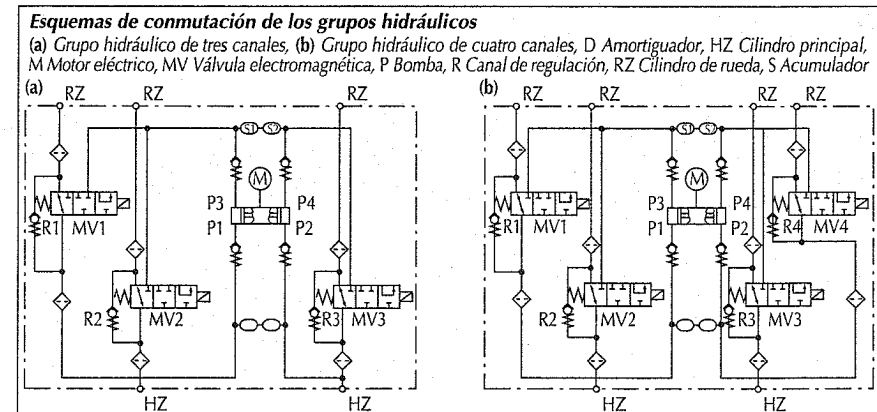 Esquemas de conmutación de los grupos hidráulicos
(a) Grupo hidráulico de tres canales, (b) Grupo hidráulico de cuatro canales, D Amortiguador, HZ Cilindro principal,
M Motor eléctrico, MV Válvula electromagnética, P Bomba, R Canal de regulación, RZ Cilindro de rueda, S Acumulador
(a)
RZ
RZ
RZ
S1
S2
M
P3
P4
P1
P2
R1
MV1
R2
MV2
R3
MV3
HZ
HZ
(b)
RZ
RZ
RZ
RZ
S1
S2
M
P3
P4
P1
P2
R1
MV1
R4
MV4
R2
MV2
R3
MV3
HZ
HZ